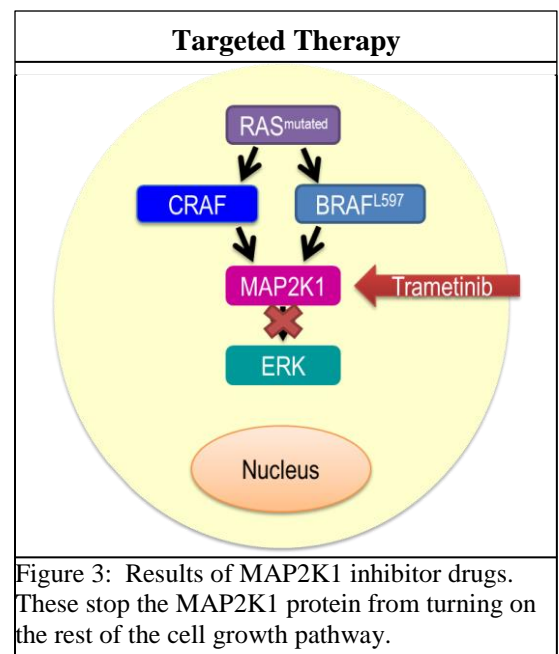 Targeted Therapy
RASmutated
CRAF
BRAFL597
MAP2K1
Trametinib
ERK
Nucleus
Figure 3: Results of MAP2K1 inhibitor drugs.
These stop the MAP2K1 protein from turning on
the rest of the cell growth pathway.